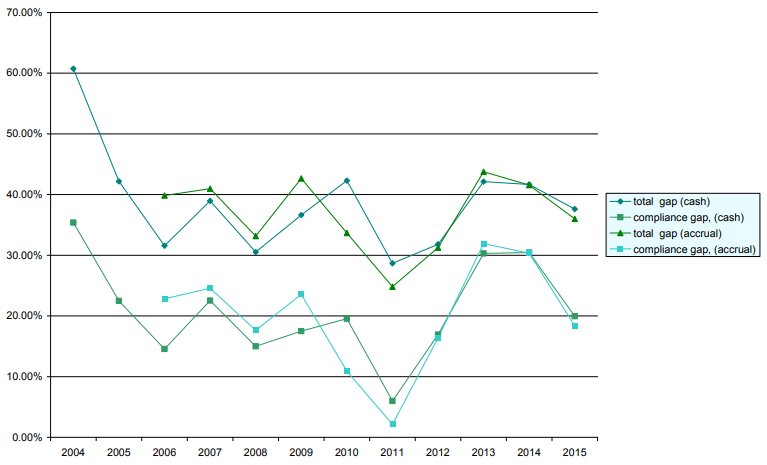 70.00%
60.00%
50.00%
40.00%
30.00%
20.00%
10.00%
0.00%
2004 2005 2006 2007 2008 2009 2010 2011 2012 2013 2014 2015
total gap (cash)
compliance gap, (cash)
total gap (accrual)
compliance gap, (accrual)